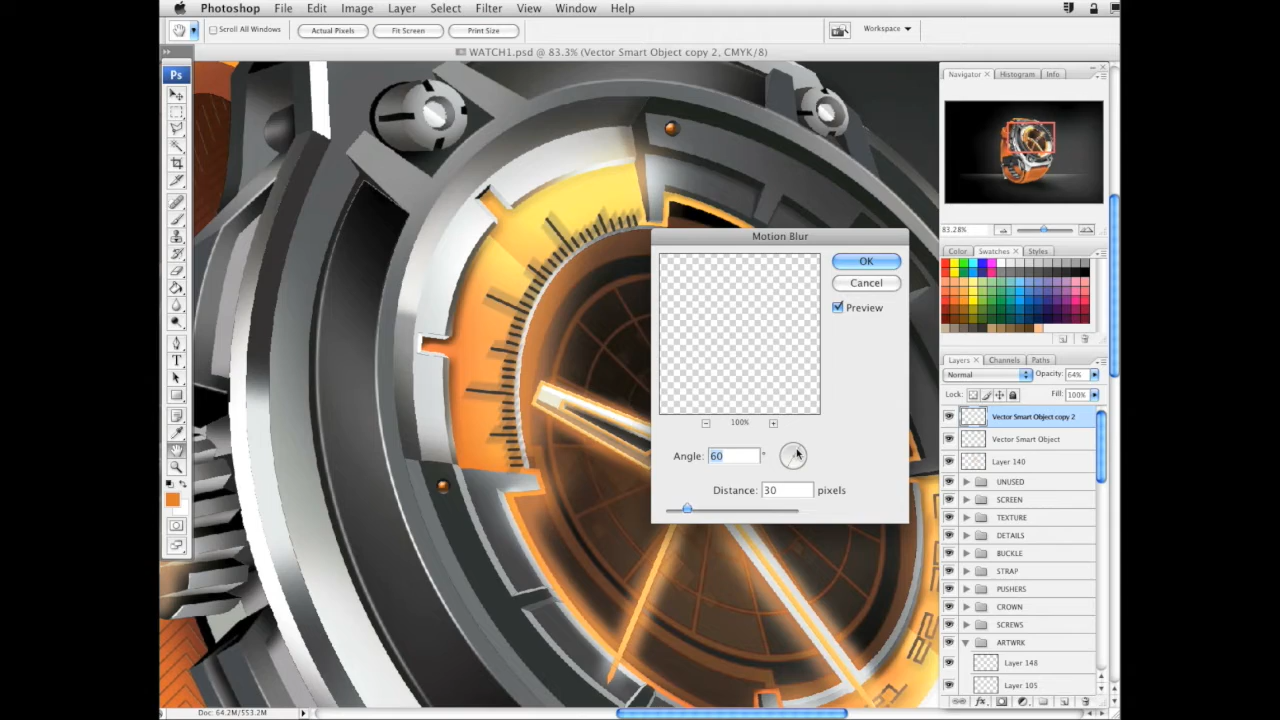 Photoshop File Edit Image Layer Select Filter View Window Help
Scroll All Windows Actual Pixels Fit Screen Print Size Workspace
WATCH1.psd @ 83.3% (Vector Smart Object copy 2, CMYK/8)
Ps
Navigator × Histogram Info
83.28%
Color Swatches × Styles
Motion Blur
OK
Cancel
Preview
100%
Angle: 60 °
Distance: 30 pixels
Layers × Channels Paths
Normal Opacity: 64%
Lock: Fill: 100%
Vector Smart Object copy 2
Vector Smart Object
Layer 140
UNUSED
SCREEN
TEXTURE
DETAILS
BUCKLE
STRAP
PUSHERS
CROWN
SCREWS
ARTWRK
Layer 148
Layer 105
Doc: 64.2M/553.2M